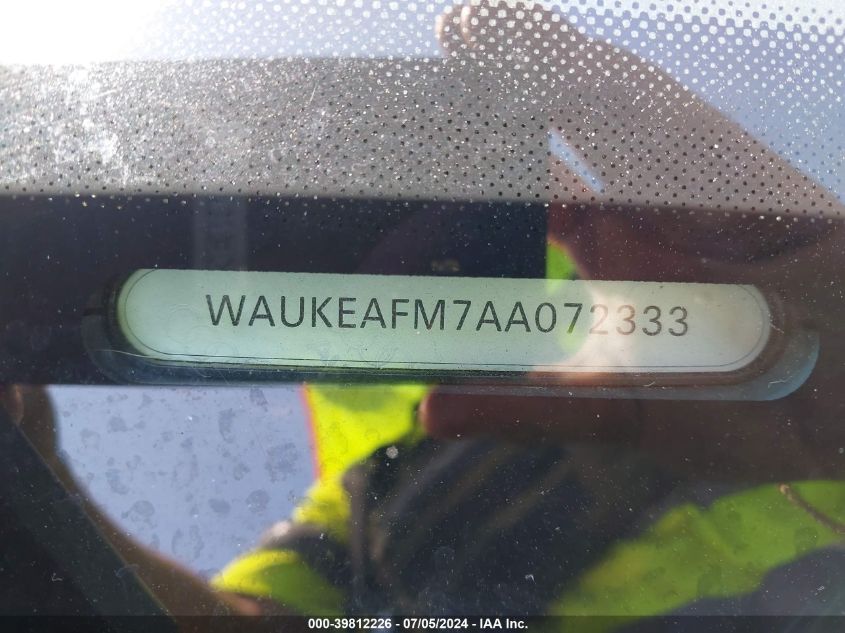 WAUKEAFM7AA072333
000-39812226 / 07/05/2024 - IAA Inc.